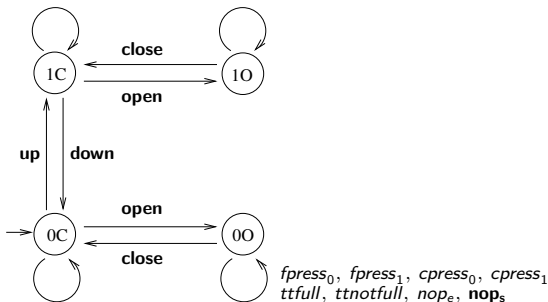 close
1C
1O
open
up
down
open
0C
0O
close
fpress₀, fpress₁, cpress₀, cpress₁
ttfull, ttnotfull, nopₑ, nopₛ